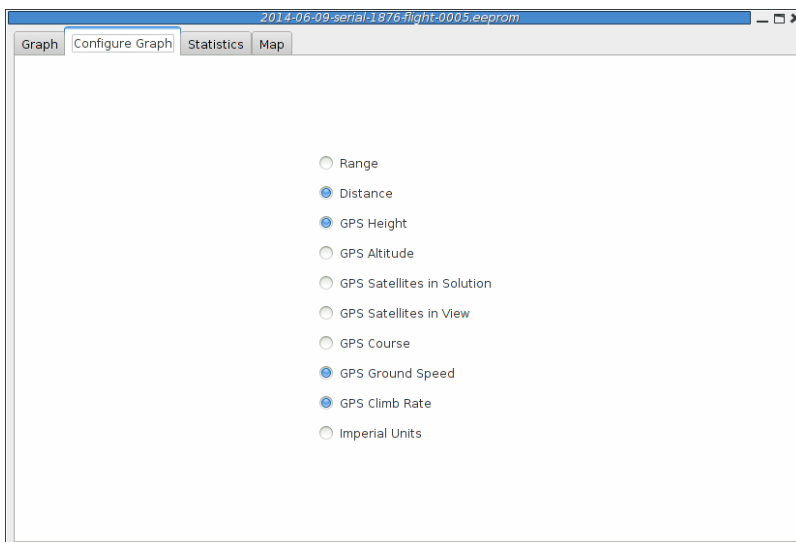 2014-06-09-serial-1876-flight-0005.eeprom
Graph Configure Graph Statistics Map
Range
Distance
GPS Height
GPS Altitude
GPS Satellites in Solution
GPS Satellites in View
GPS Course
GPS Ground Speed
GPS Climb Rate
Imperial Units